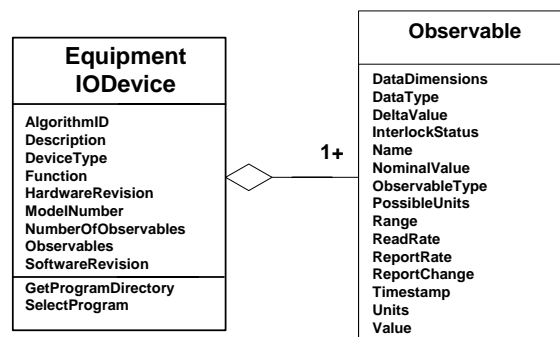 Equipment
IODevice
AlgorithmID
Description
DeviceType
Function
HardwareRevision
ModelNumber
NumberOfObservables
Observables
SoftwareRevision
GetProgramDirectory
SelectProgram
1+
Observable
DataDimensions
DataType
DeltaValue
InterlockStatus
Name
NominalValue
ObservableType
PossibleUnits
Range
ReadRate
ReportRate
ReportChange
Timestamp
Units
Value